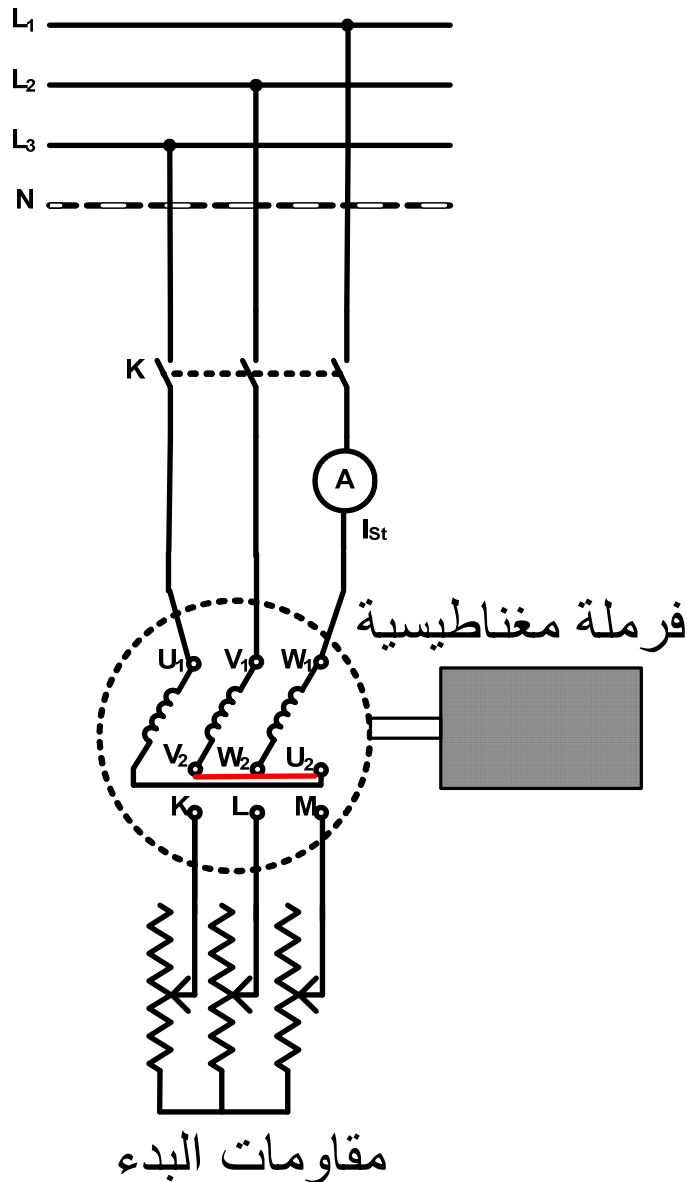 L1
L2
L3
N
K
A
ISt
فرملة مغناطيسية
U1 V1 W1
V2 W2 U2
K L M
مقاومات البدء